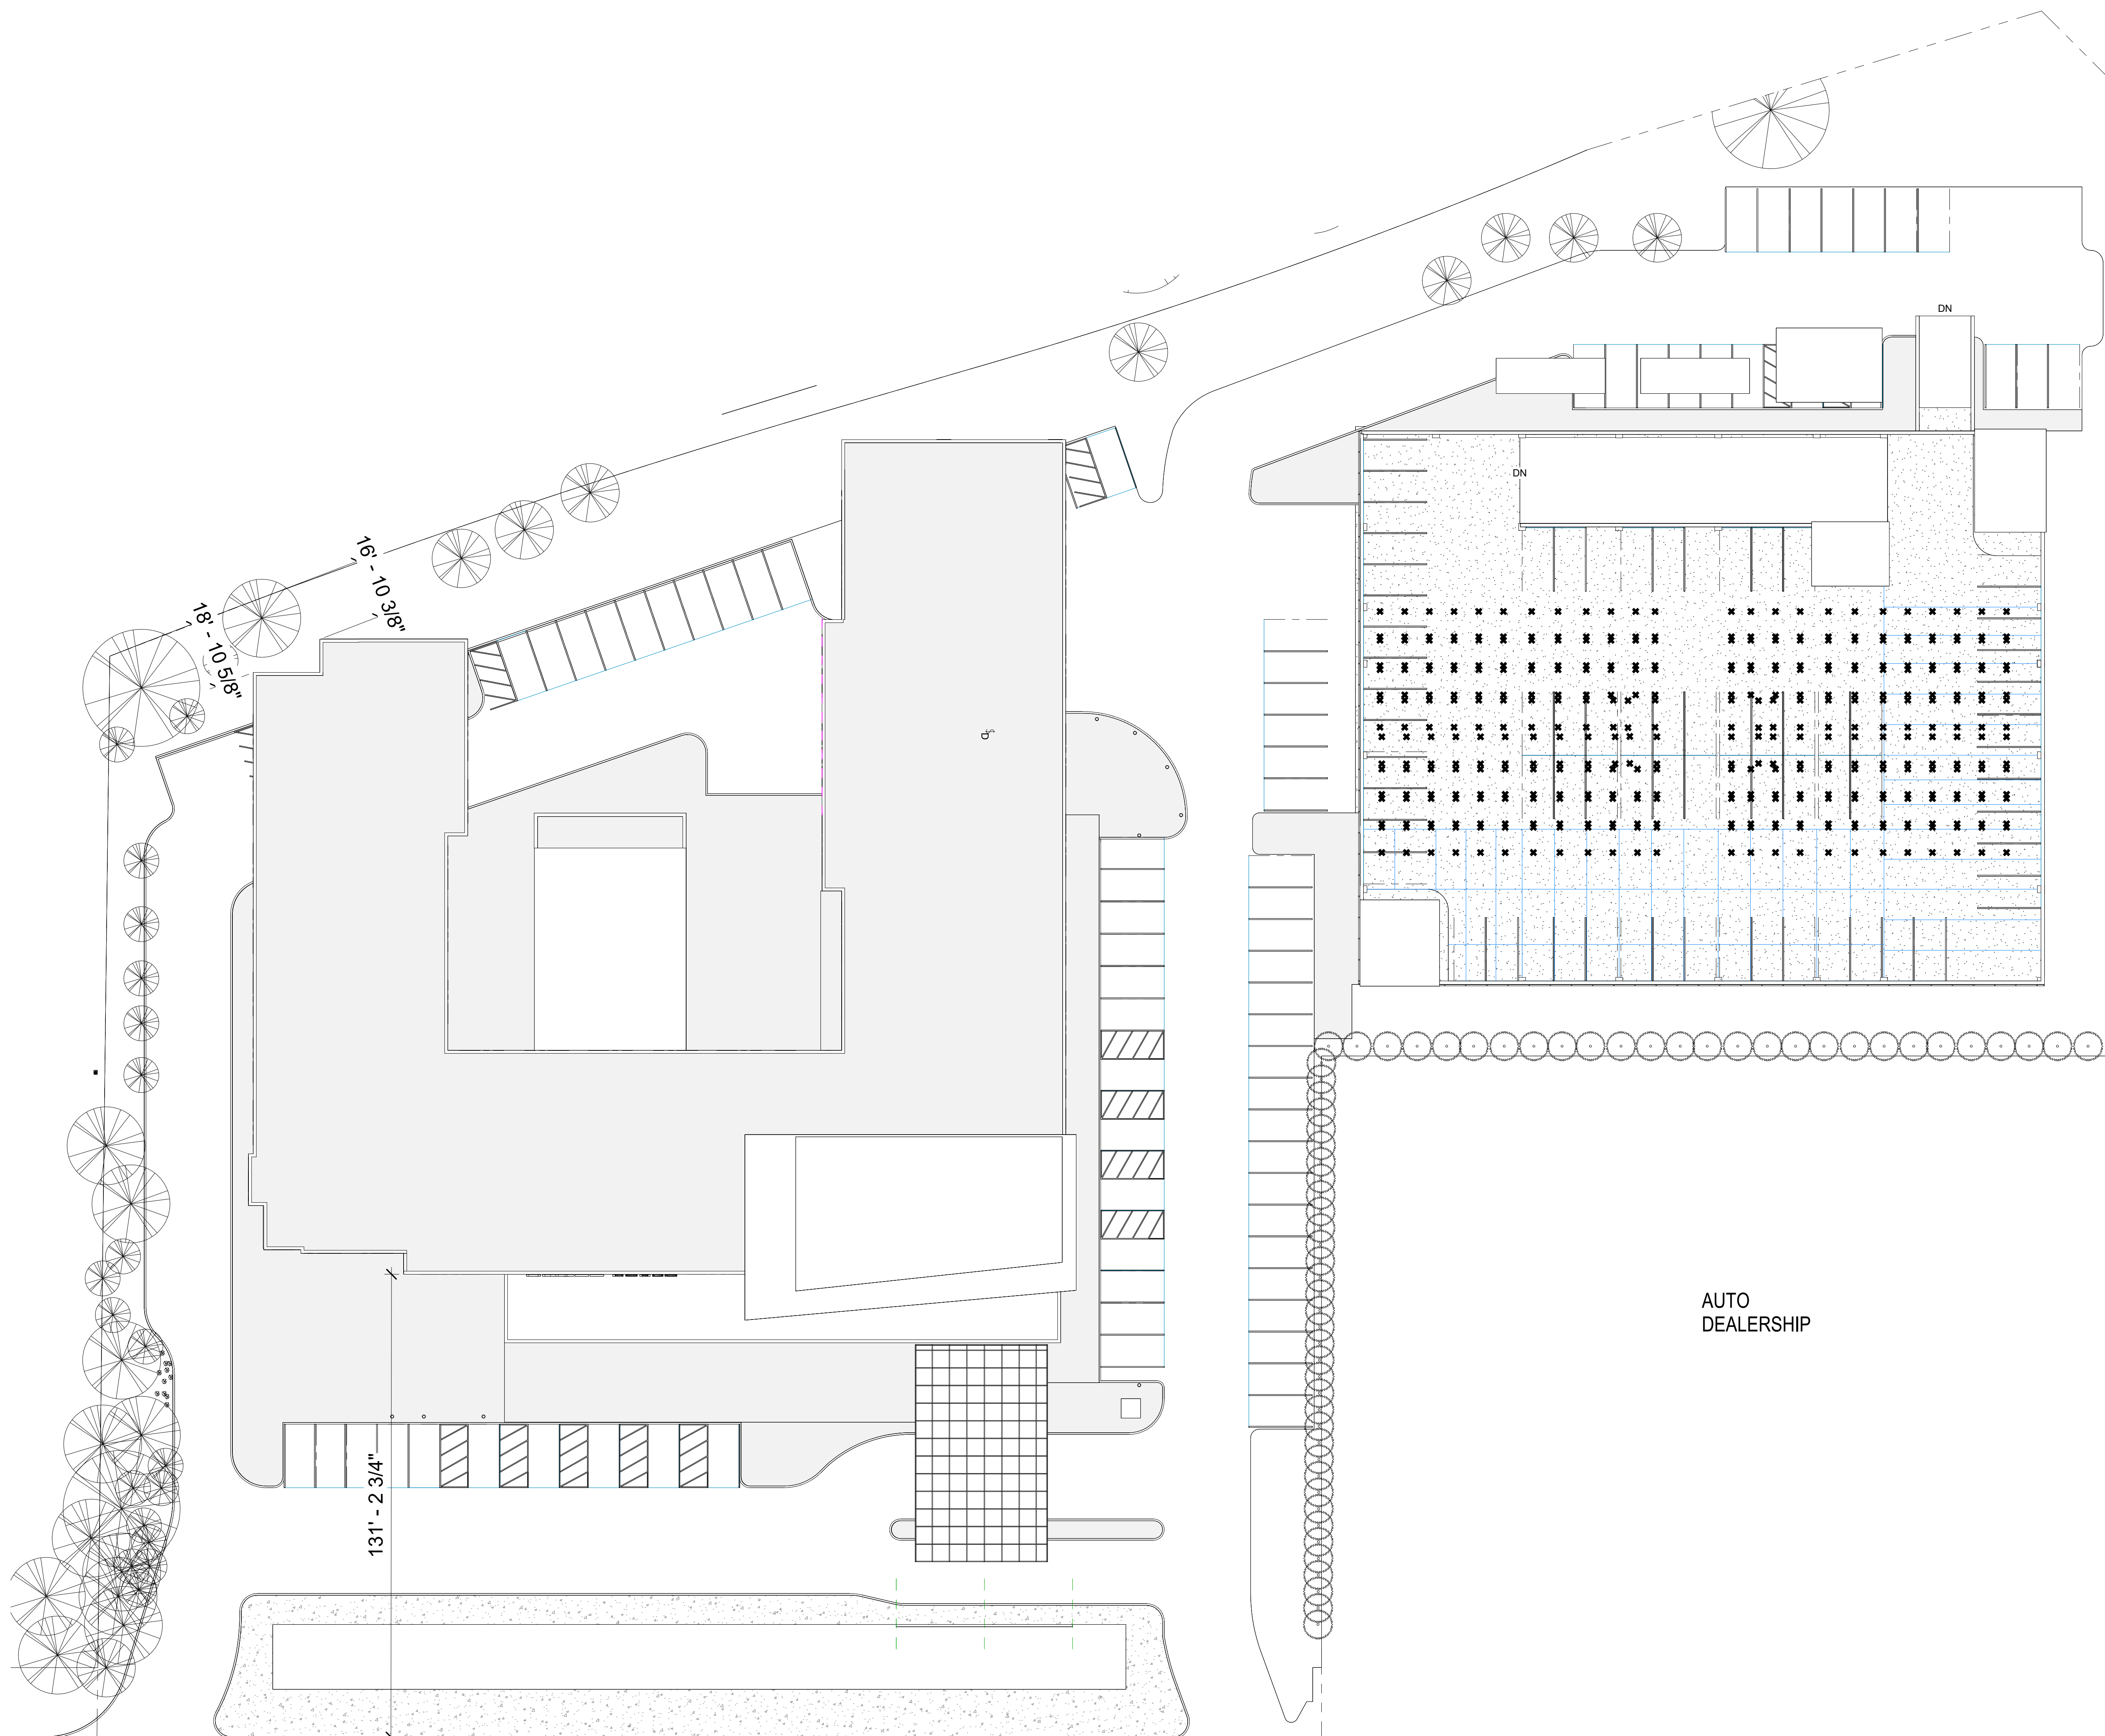 DN
DN
16' - 10 3/8"
18' - 10 5/8"
AUTO
DEALERSHIP
131' - 2 3/4"